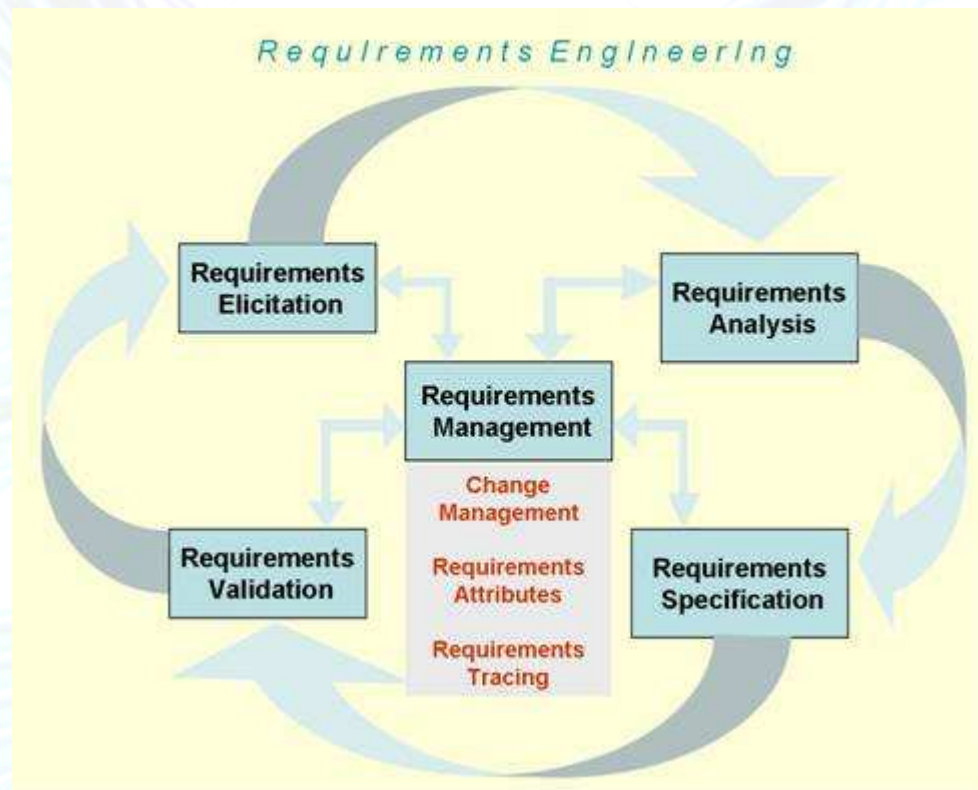 Requirements Engineering
Requirements
Elicitation
Requirements
Analysis
Requirements
Management
Change
Management
Requirements
Attributes
Requirements
Tracing
Requirements
Validation
Requirements
Specification